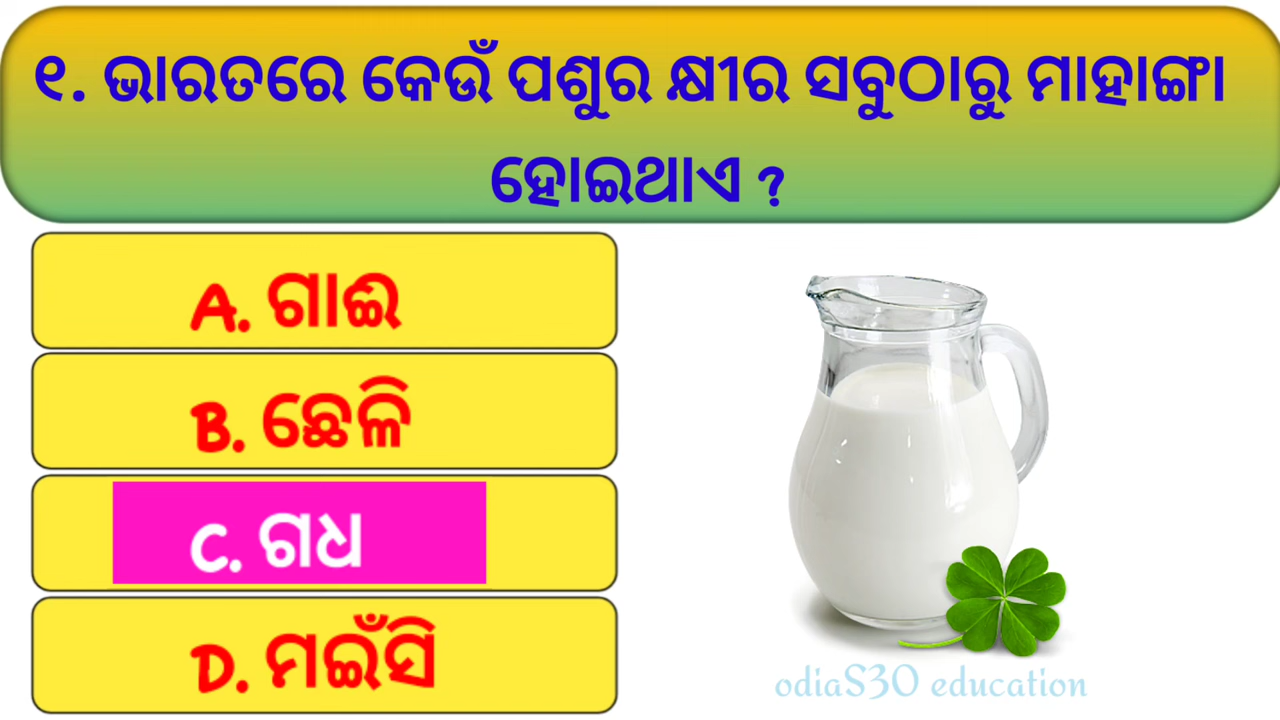 ୧. ଭାରତରେ କେଉଁ ପଶୁର କ୍ଷୀର ସବୁଠାରୁ ମାହାଙ୍ଗା
ହୋଇଥାଏ ?
A. ଗାଈ
B. ଛେଳି
C. ଗଧ
D. ମଇଁସି
odiaS30 education